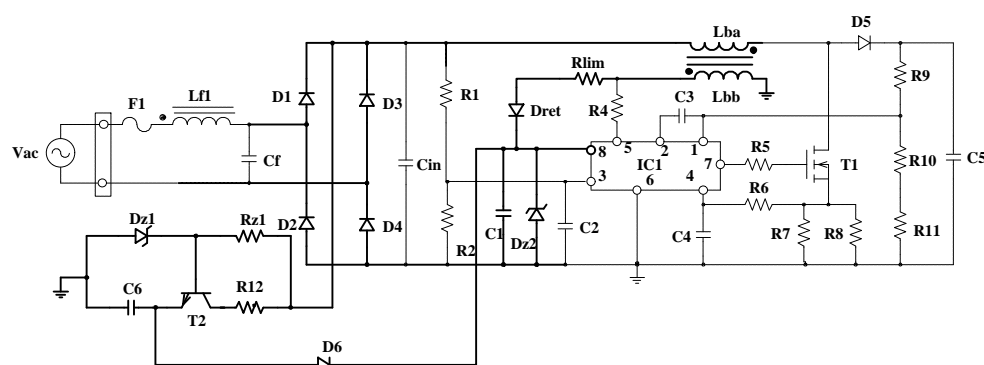 Lba
D5
Rlim
R9
F1
Lf1
D1
D3
R1
Dret
R4
C3
Lbb
Vac
Cf
Cin
8
5
2
1
IC1
7
R5
T1
R10
C5
3
6
4
R6
Dz1
Rz1
D2
D4
R2
C1
Dz2
C2
C4
R7
R8
R11
C6
R12
T2
D6